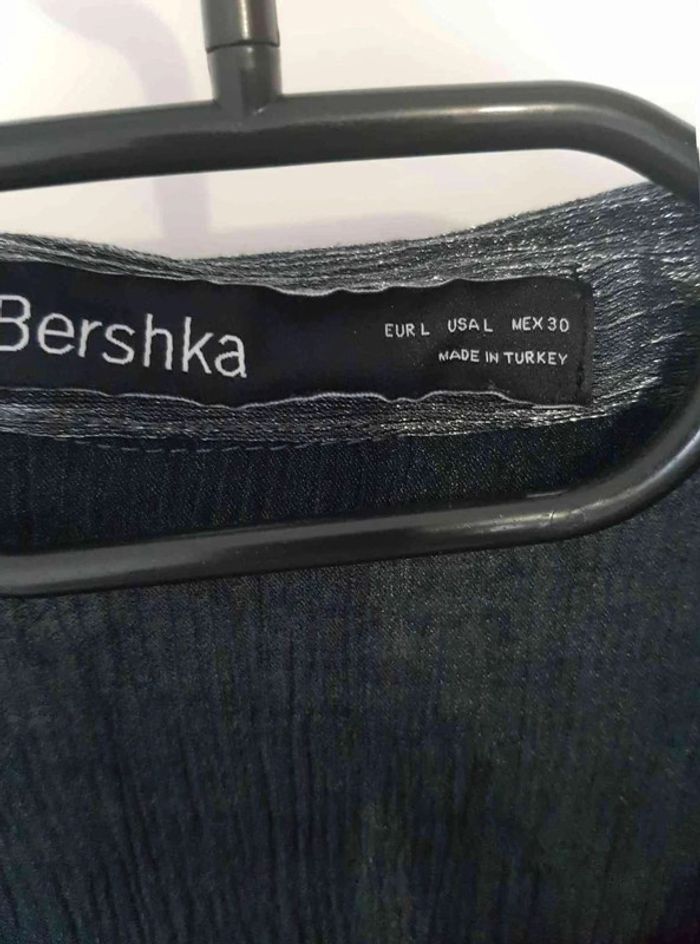 Bershka
EUR L USA L MEX 30
MADE IN TURKEY